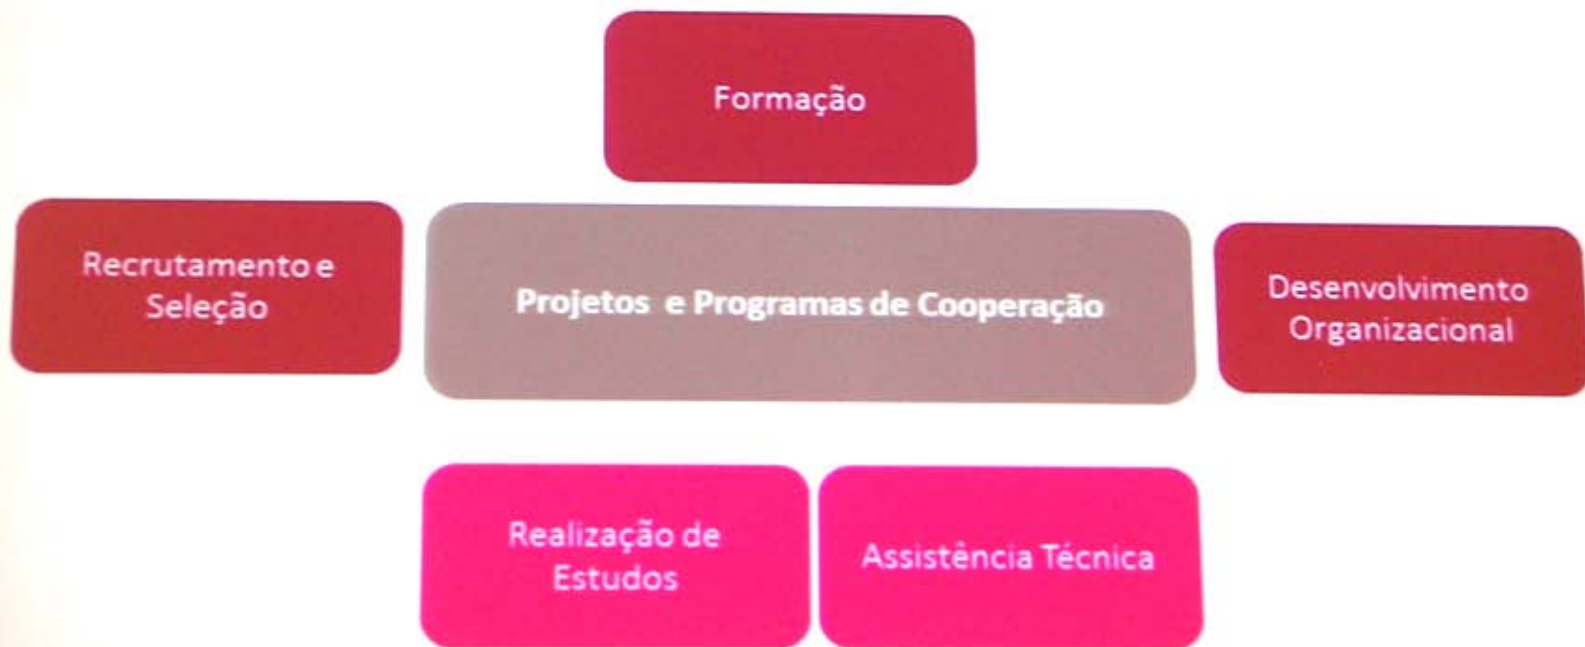 Formação
Recrutamento e
Seleção
Projetos e Programas de Cooperação
Desenvolvimento
Organizacional
Realização de
Estudos
Assistência Técnica